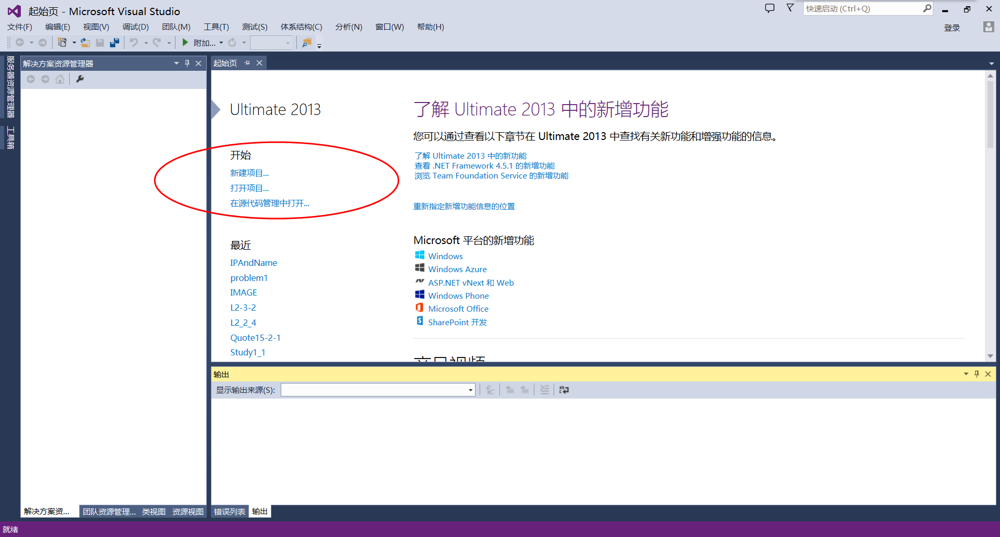 起始页 - Microsoft Visual Studio
快速启动 (Ctrl+Q)
文件(F) 编辑(E) 视图(V) 调试(D) 团队(M) 工具(T) 测试(S) 体系结构(C) 分析(N) 窗口(W) 帮助(H)
登录
附加...
服务器资源管理器
工具箱
解决方案资源管理器
起始页
Ultimate 2013
开始
新建项目...
打开项目...
在源代码管理中打开...
最近
IPAndName
problem1
IMAGE
L2-3-2
L2_2_4
Quote15-2-1
Study1_1
了解 Ultimate 2013 中的新增功能
您可以通过查看以下章节在 Ultimate 2013 中查找有关新功能和增强功能的信息。
了解 Ultimate 2013 中的新功能
查看 .NET Framework 4.5.1 的新增功能
浏览 Team Foundation Service 的新增功能
重新指定新增功能信息的位置
Microsoft 平台的新增功能
Windows
Windows Azure
ASP.NET vNext 和 Web
Windows Phone
Microsoft Office
SharePoint 开发
输出
显示输出来源(S):
解决方案资... 团队资源管理... 类视图 资源视图
错误列表 输出
就绪